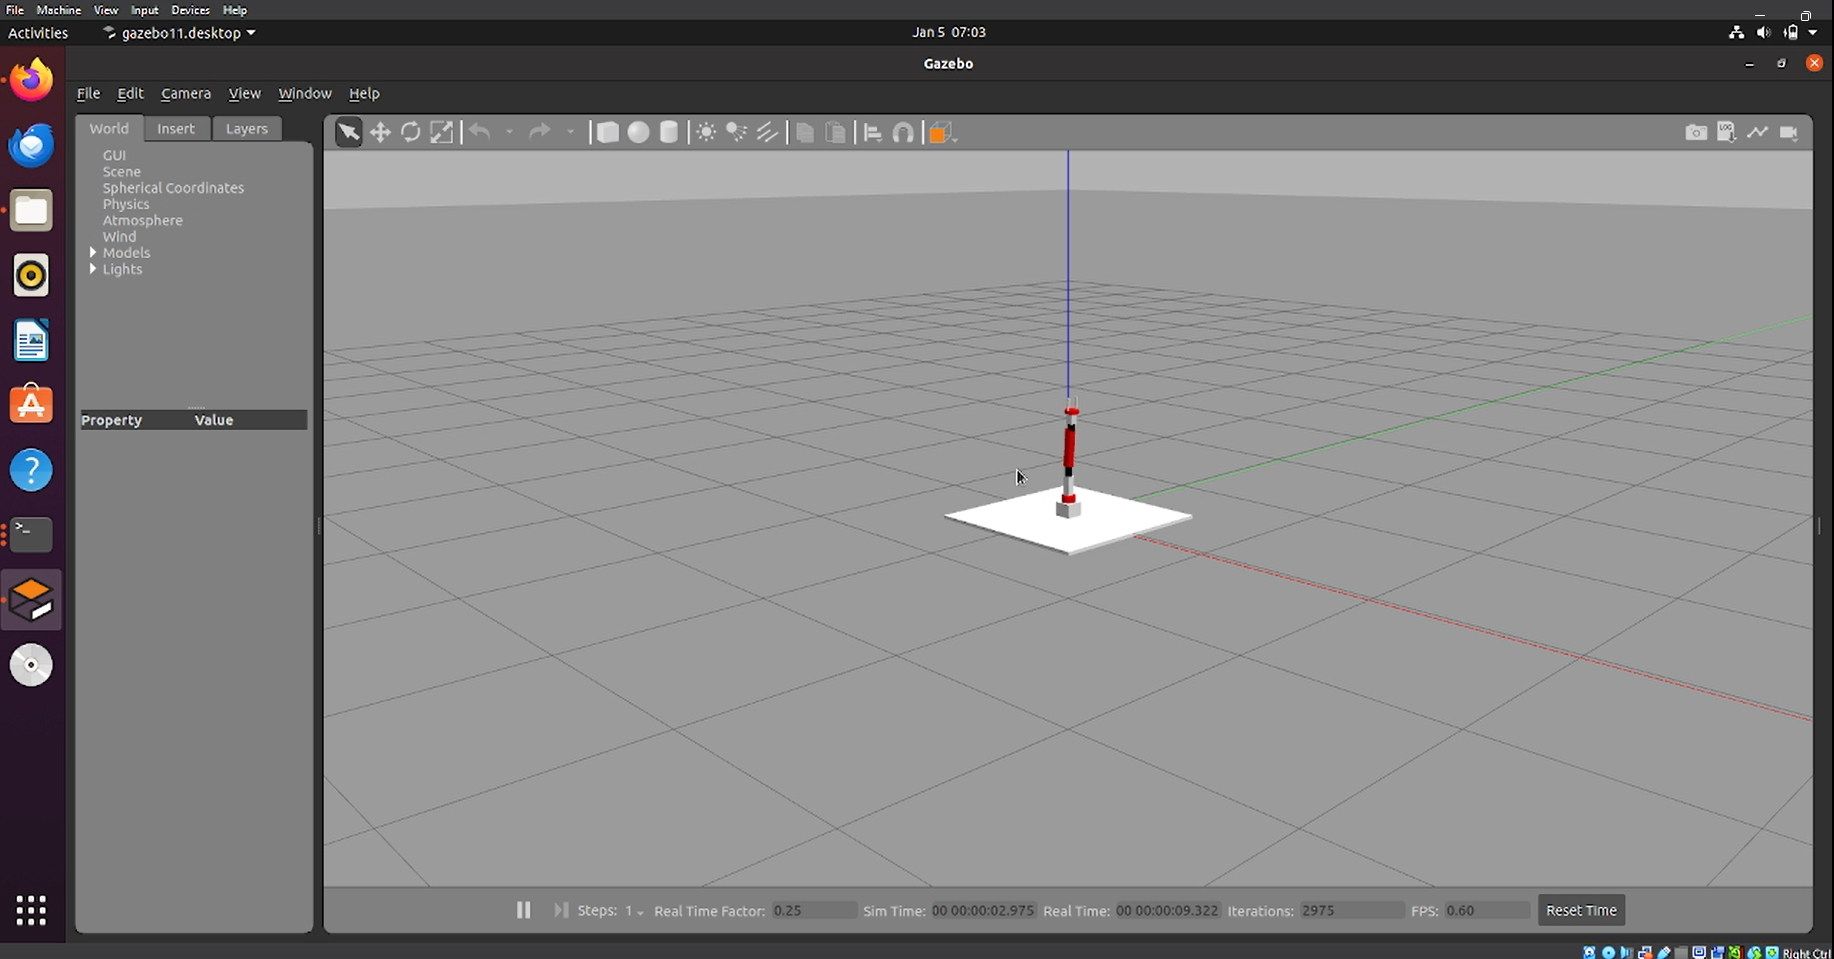 File Machine View Input Devices Help
Activities gazebo11.desktop Jan 5 07:03
Gazebo
File Edit Camera View Window Help
World Insert Layers
LOG
GUI
Scene
Spherical Coordinates
Physics
Atmosphere
Wind
Models
Lights
Property Value
Steps: 1 Real Time Factor: 0.25 Sim Time: 00 00:00:02.975 Real Time: 00 00:00:09.322 Iterations: 2975 FPS: 0.60 Reset Time
Right Ctrl